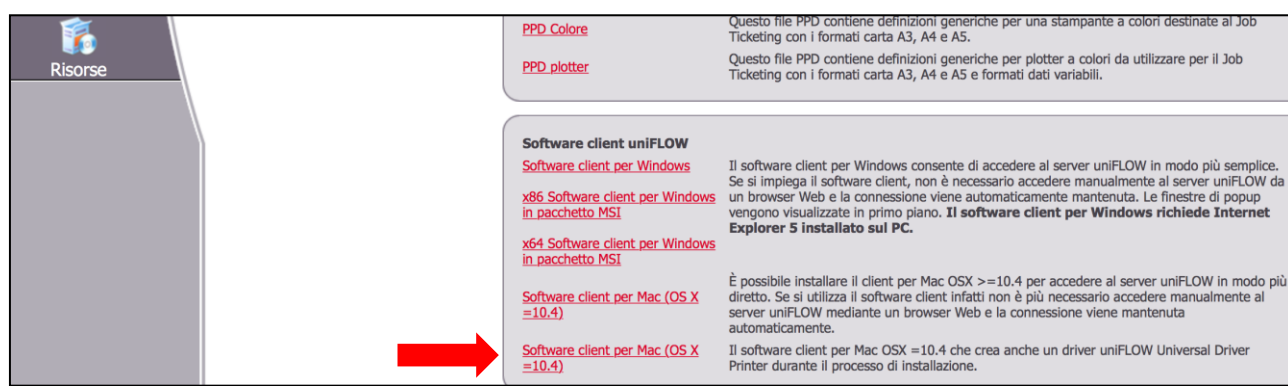 Risorse
PPD Colore
Questo file PPD contiene definizioni generiche per una stampante a colori destinate al Job
Ticketing con i formati carta A3, A4 e A5.
PPD plotter
Questo file PPD contiene definizioni generiche per plotter a colori da utilizzare per il Job
Ticketing con i formati carta A3, A4 e A5 e formati dati variabili.
Software client uniFLOW
Software client per Windows
x86 Software client per Windows
in pacchetto MSI
x64 Software client per Windows
in pacchetto MSI
Il software client per Windows consente di accedere al server uniFLOW in modo più semplice.
Se si impiega il software client, non è necessario accedere manualmente al server uniFLOW da
un browser Web e la connessione viene automaticamente mantenuta. Le finestre di popup
vengono visualizzate in primo piano. Il software client per Windows richiede Internet
Explorer 5 installato sul PC.
Software client per Mac (OS X
=10.4)
È possibile installare il client per Mac OSX >=10.4 per accedere al server uniFLOW in modo più
diretto. Se si utilizza il software client infatti non è più necessario accedere manualmente al
server uniFLOW mediante un browser Web e la connessione viene mantenuta
automaticamente.
Software client per Mac (OS X
=10.4)
Il software client per Mac OSX =10.4 che crea anche un driver uniFLOW Universal Driver
Printer durante il processo di installazione.